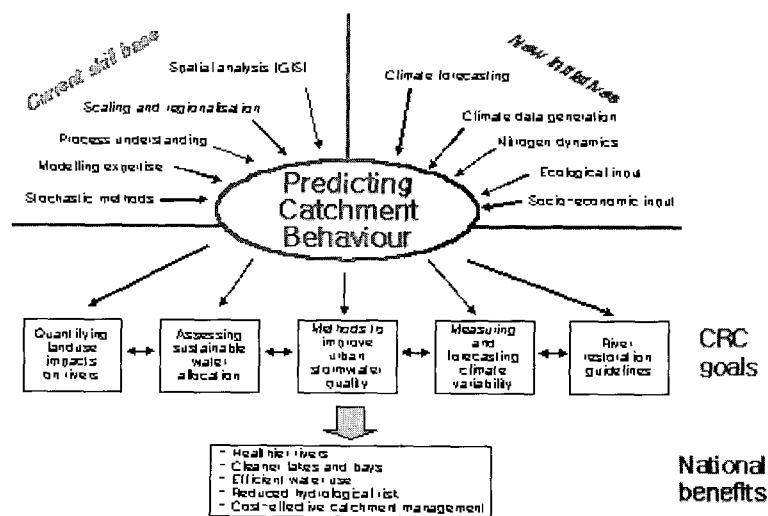 Current skill base
New initiatives
Spatial analysis (GIS)
Scaling and regionalisation
Process understanding
Modelling expertise
Stochastic methods
Climate forecasting
Climate data generation
Nitrogen dynamics
Ecological input
Socio-economic input
Predicting
Catchment
Behaviour
Quantifying
landuse
impacts
on rivers
Assessing
sustainable
water
allocation
Methods to
improve
urban
stormwater
quality
Measuring
and
forecasting
climate
variability
River
restoration
guidelines
CRC
goals
- Healthier rivers
- Cleaner lakes and bays
- Efficient water use
- Reduced hydrological risk
- Cost-effective catchment management
National
benefits